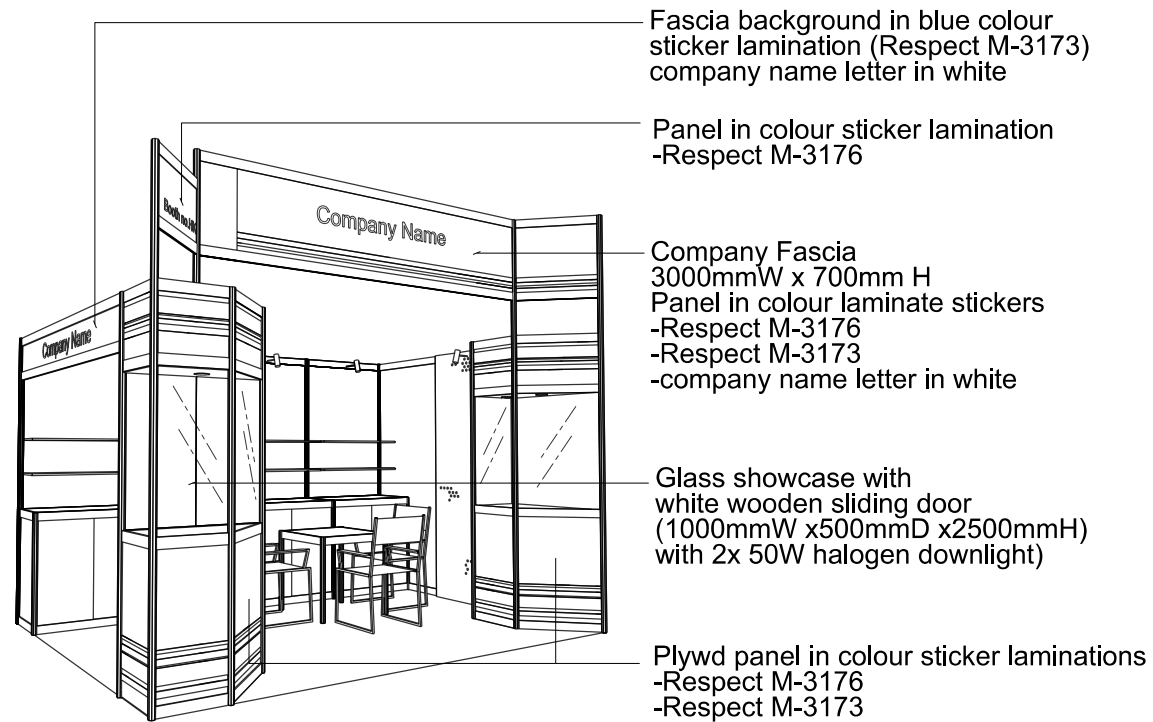 Fascia background in blue colour
sticker lamination (Respect M-3173)
company name letter in white
Panel in colour sticker lamination
-Respect M-3176
Booth no.
Company Name
Company Fascia
3000mmW x 700mm H
Panel in colour laminate stickers
-Respect M-3176
-Respect M-3173
-company name letter in white
Company Name
Glass showcase with
white wooden sliding door
(1000mmW x500mmD x2500mmH)
with 2x 50W halogen downlight)
Plywd panel in colour sticker laminations
-Respect M-3176
-Respect M-3173